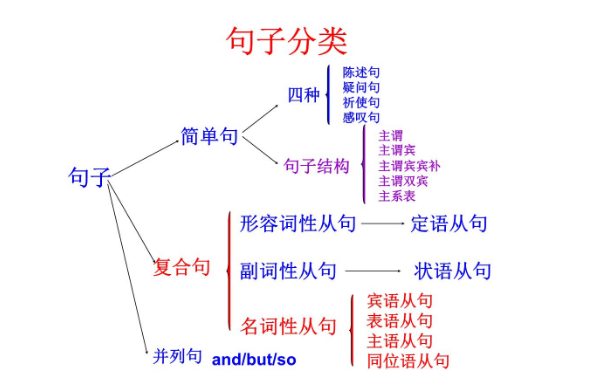 句子分类
句子
简单句
四种
陈述句
疑问句
祈使句
感叹句
句子结构
主谓
主谓宾
主谓宾宾补
主谓双宾
主系表
复合句
形容词性从句
定语从句
副词性从句
状语从句
名词性从句
宾语从句
表语从句
主语从句
同位语从句
并列句 and/but/so